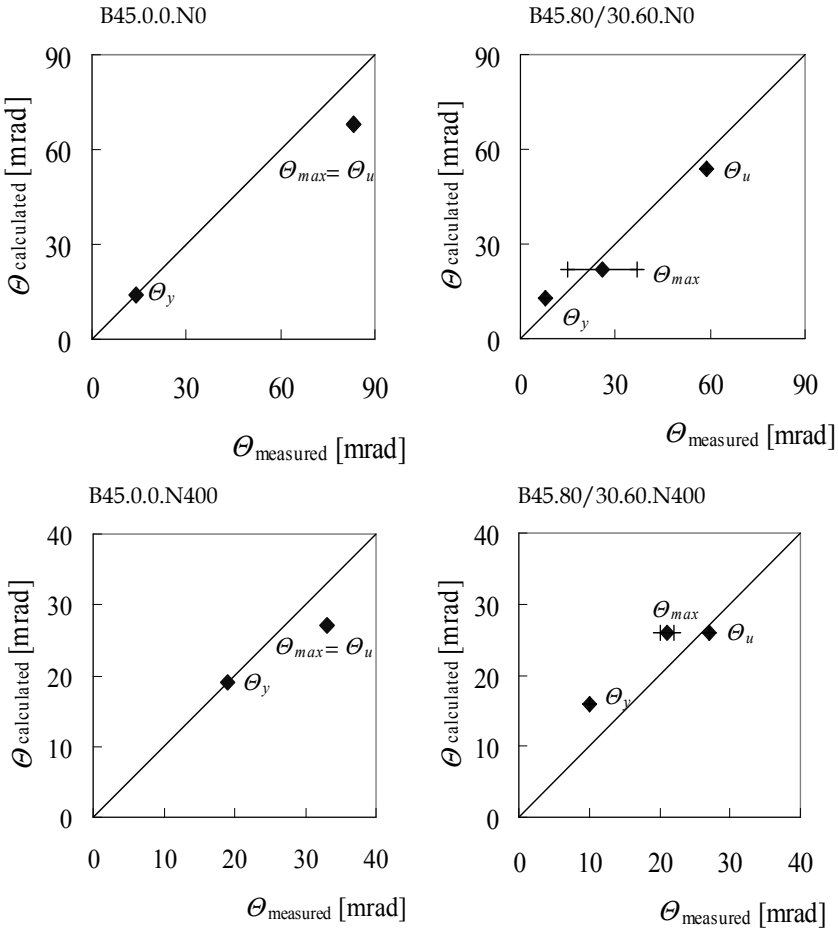 B45.0.0.N0
90
60
30
0
Θ calculated [mrad]
Θmax= Θu
Θy
0 30 60 90
Θmeasured [mrad]
B45.80/30.60.N0
90
60
30
0
Θ calculated [mrad]
Θu
Θmax
Θy
0 30 60 90
Θmeasured [mrad]
B45.0.0.N400
40
30
20
10
0
Θ calculated [mrad]
Θmax= Θu
Θy
0 10 20 30 40
Θmeasured [mrad]
B45.80/30.60.N400
40
30
20
10
0
Θ calculated [mrad]
Θmax
Θu
Θy
0 10 20 30 40
Θmeasured [mrad]